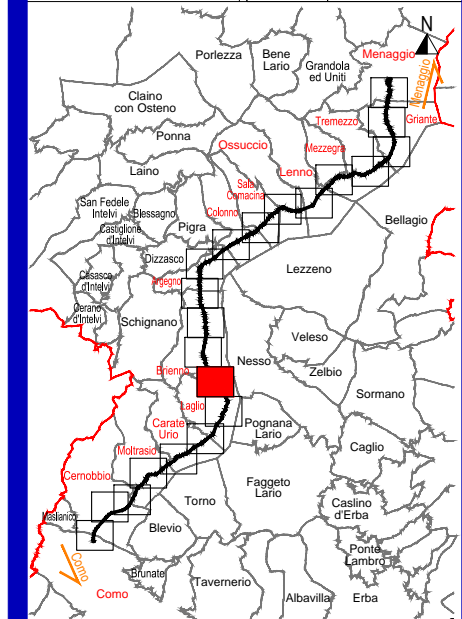 N
Porlezza
Bene
Lario
Grandola
ed Uniti
Menaggio
Menaggio
Claino
con Osteno
Tremezzo
Griante
Ponna
Mezzegra
Ossuccio
Laino
Lenno
Sala
Comacina
San Fedele
Intelvi
Blessagno
Colonno
Bellagio
Castiglione
d'Intelvi
Pigra
Dizzasco
Lezzeno
Casasco
d'Intelvi
Argegno
Cerano
d'Intelvi
Schignano
Veleso
Nesso
Brienno
Zelbio
Sormano
Laglio
Carate
Urio
Pognana
Lario
Caglio
Moltrasio
Cernobbio
Faggeto
Lario
Torno
Caslino
d'Erba
Maslianico
Blevio
Ponte
Lambro
Como
Brunate
Tavernerio
Como
Albavilla
Erba